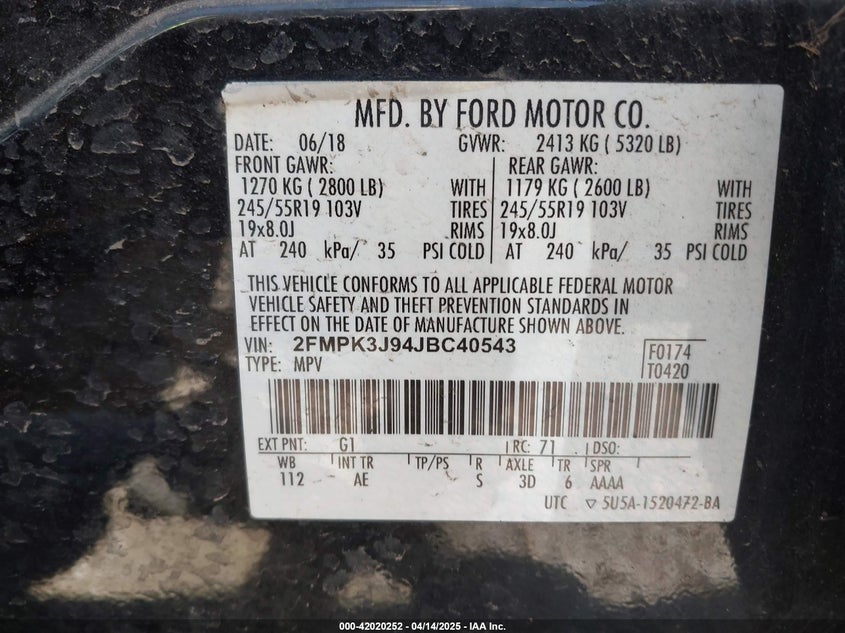 MFD. BY FORD MOTOR CO.
DATE: 06/18 GVWR: 2413 KG ( 5320 LB)
FRONT GAWR: REAR GAWR:
1270 KG ( 2800 LB) WITH 1179 KG ( 2600 LB) WITH
245/55R19 103V TIRES 245/55R19 103V TIRES
19x8.0J RIMS 19x8.0J RIMS
AT 240 kPa/ 35 PSI COLD AT 240 kPa/ 35 PSI COLD
THIS VEHICLE CONFORMS TO ALL APPLICABLE FEDERAL MOTOR
VEHICLE SAFETY AND THEFT PREVENTION STANDARDS IN
EFFECT ON THE DATE OF MANUFACTURE SHOWN ABOVE.
VIN: 2FMPK3J94JBC40543 F0174
TYPE: MPV T0420
EXT PNT: G1 RC: 71 DSO:
WB INT TR TP/PS R AXLE TR SPR
112 AE S 3D 6 AAAA
UTC ▽ 5U5A-1520472-BA
000-42020252 - 04/14/2025 - IAA Inc.